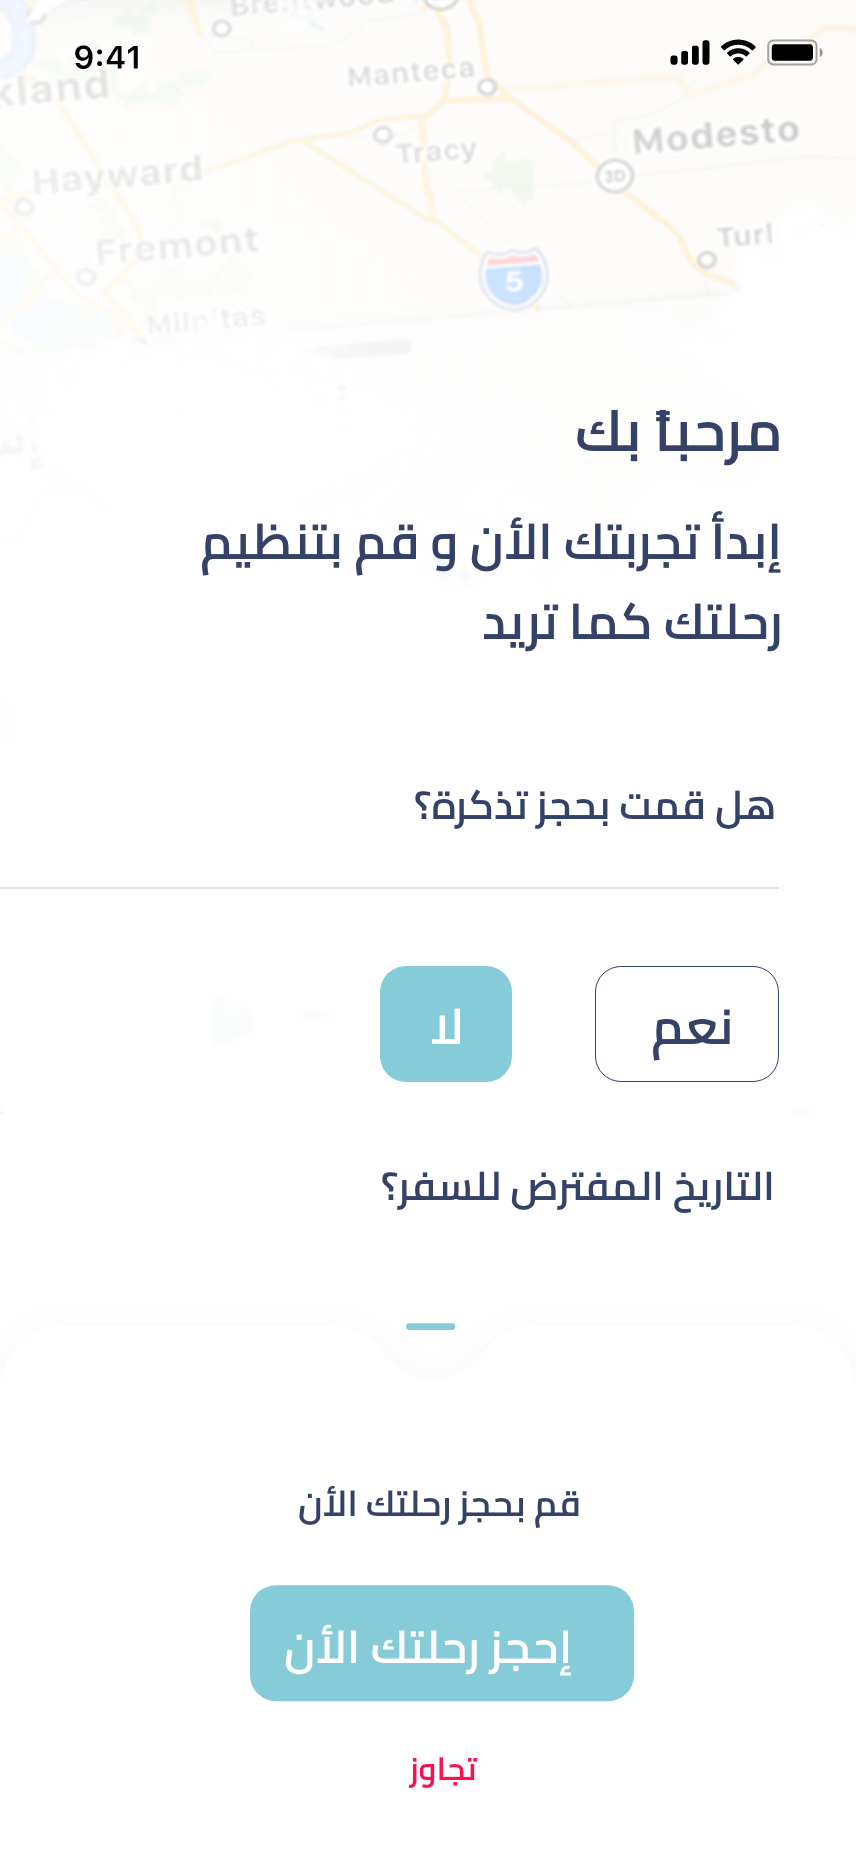 9:41
Brentwood
Manteca
kland
Modesto
Tracy
Hayward
3D
Turl
Fremont
5
Milpitas
مرحبأ بك
إبدأ تجربتك الأن و قم بتنظيم
رحلتك كما تريد
هل قمت بحجز تذكرة؟
نعم
لا
التاريخ المفترض للسفر؟
قم بحجز رحلتك الأن
إحجز رحلتك الأن
تجاوز